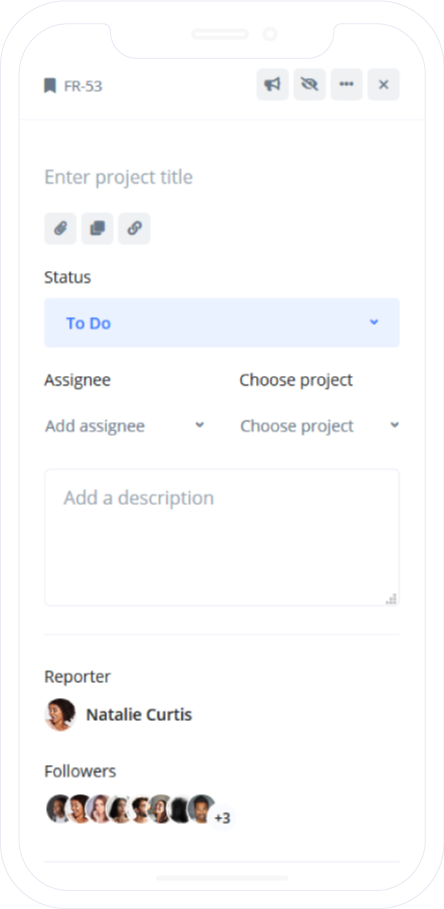 FR-53
Enter project title
Status
To Do
Assignee Choose project
Add assignee Choose project
Add a description
Reporter
Natalie Curtis
Followers
+3